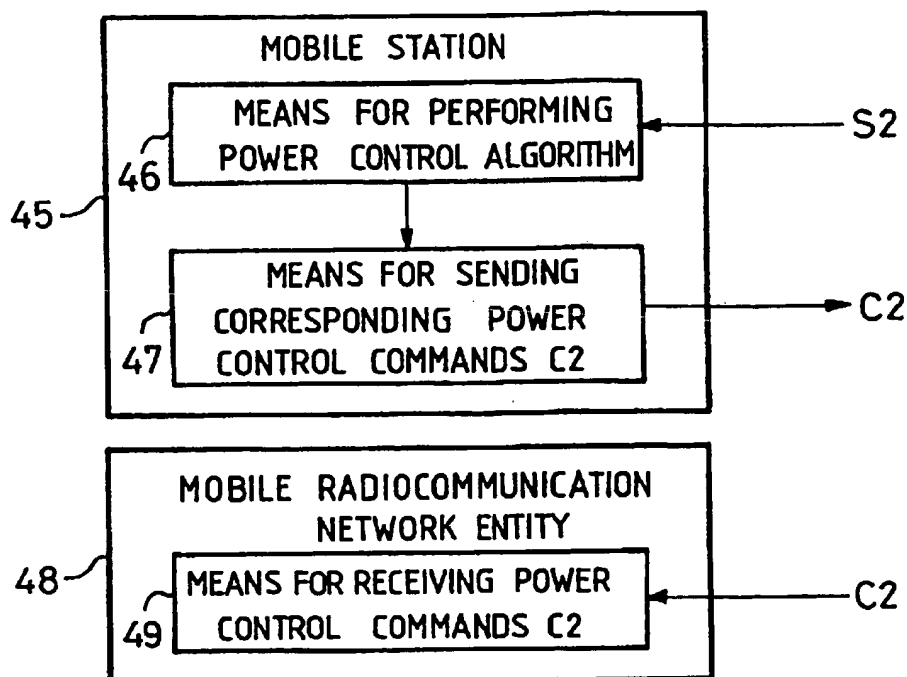 MOBILE STATION
MEANS FOR PERFORMING
POWER CONTROL ALGORITHM
S2
46
45
MEANS FOR SENDING
CORRESPONDING POWER
CONTROL COMMANDS C2
C2
47
MOBILE RADIOCOMMUNICATION
NETWORK ENTITY
48
MEANS FOR RECEIVING POWER
CONTROL COMMANDS C2
C2
49